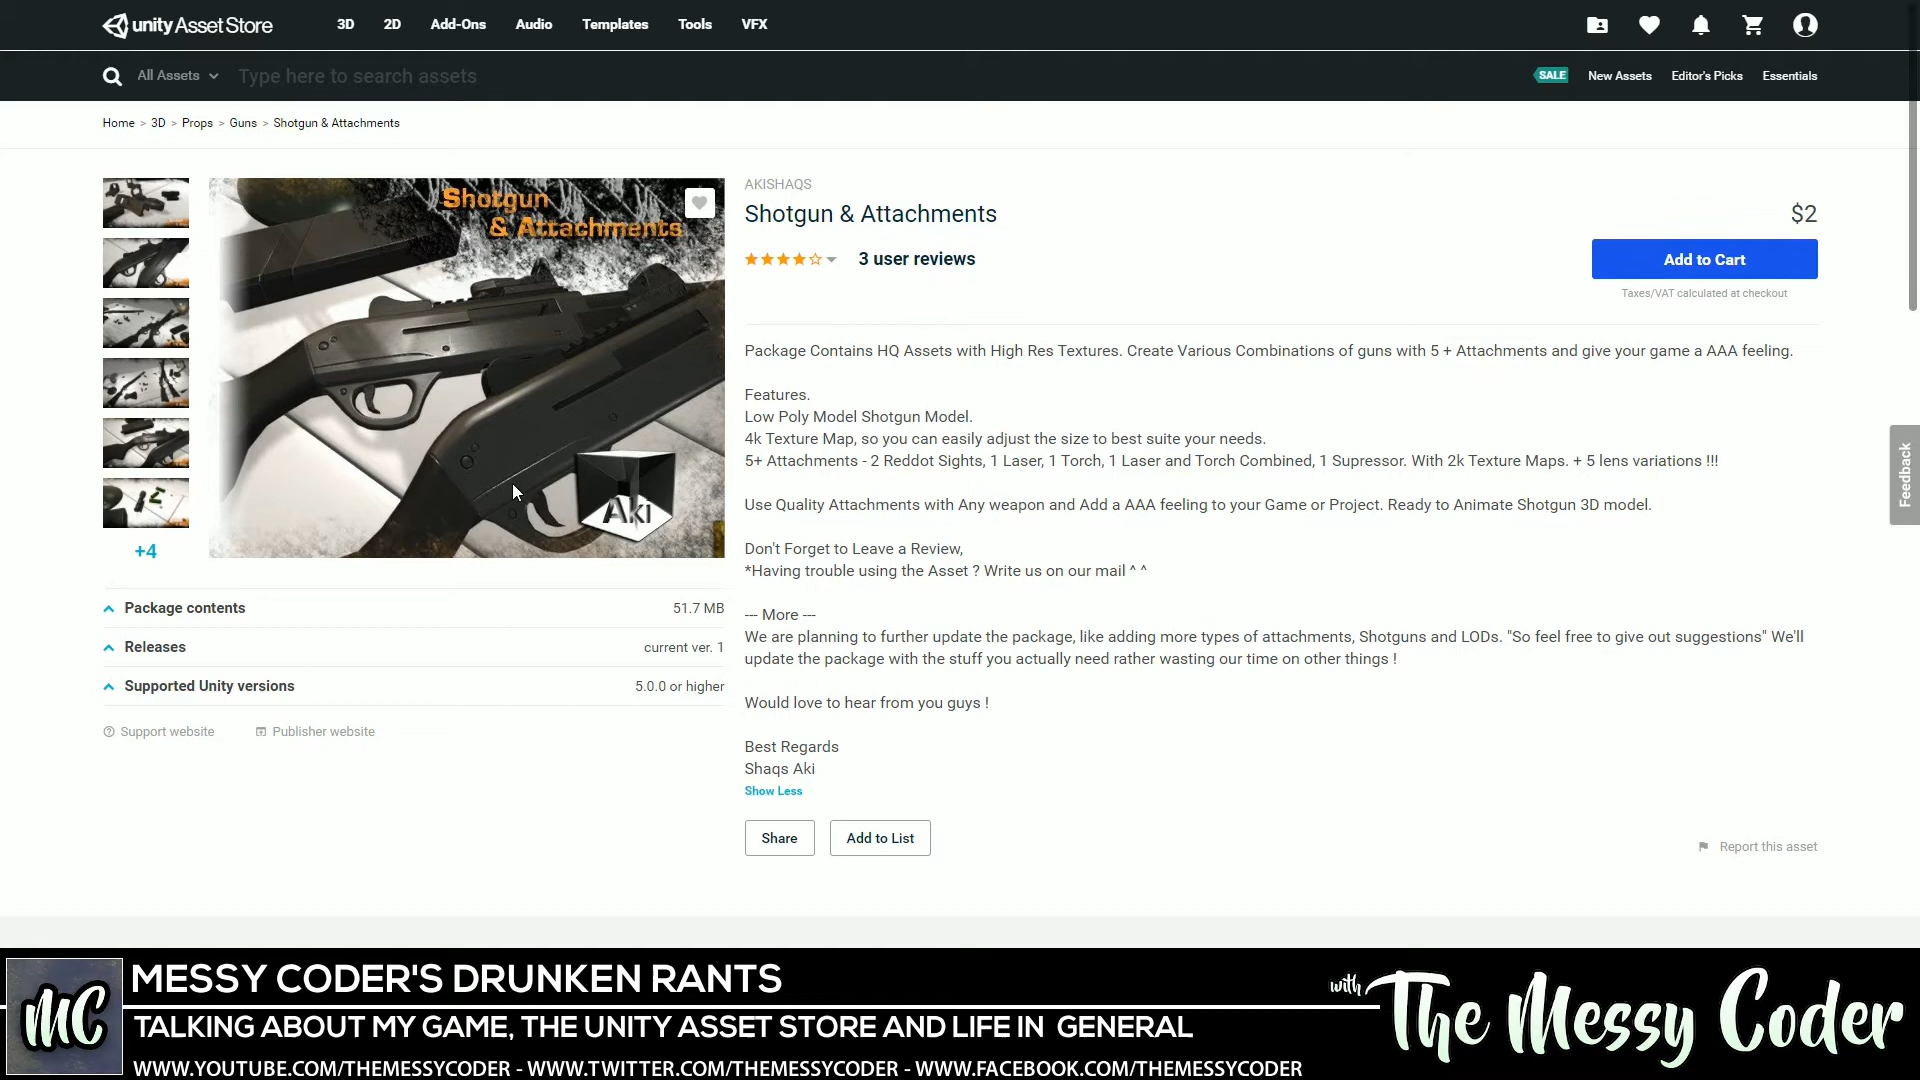 unity Asset Store
3D 2D Add-Ons Audio Templates Tools VFX
All Assets Type here to search assets
SALE New Assets Editor's Picks Essentials
Home > 3D > Props > Guns > Shotgun & Attachments
Shotgun
& Attachments
Aki
+4
Package contents 51.7 MB
Releases current ver. 1
Supported Unity versions 5.0.0 or higher
Support website Publisher website
AKISHAQS
Shotgun & Attachments
$2
3 user reviews
Add to Cart
Taxes/VAT calculated at checkout
Package Contains HQ Assets with High Res Textures. Create Various Combinations of guns with 5 + Attachments and give your game a AAA feeling.
Features.
Low Poly Model Shotgun Model.
4k Texture Map, so you can easily adjust the size to best suite your needs.
5+ Attachments - 2 Reddot Sights, 1 Laser, 1 Torch, 1 Laser and Torch Combined, 1 Supressor. With 2k Texture Maps. + 5 lens variations !!!
Use Quality Attachments with Any weapon and Add a AAA feeling to your Game or Project. Ready to Animate Shotgun 3D model.
Don't Forget to Leave a Review,
*Having trouble using the Asset ? Write us on our mail ^ ^
--- More ---
We are planning to further update the package, like adding more types of attachments, Shotguns and LODs. "So feel free to give out suggestions" We'll
update the package with the stuff you actually need rather wasting our time on other things !
Would love to hear from you guys !
Best Regards
Shaqs Aki
Show Less
Share Add to List
Report this asset
Feedback
MC
MESSY CODER'S DRUNKEN RANTS
TALKING ABOUT MY GAME, THE UNITY ASSET STORE AND LIFE IN GENERAL
WWW.YOUTUBE.COM/THEMESSYCODER - WWW.TWITTER.COM/THEMESSYCODER - WWW.FACEBOOK.COM/THEMESSYCODER
with The Messy Coder